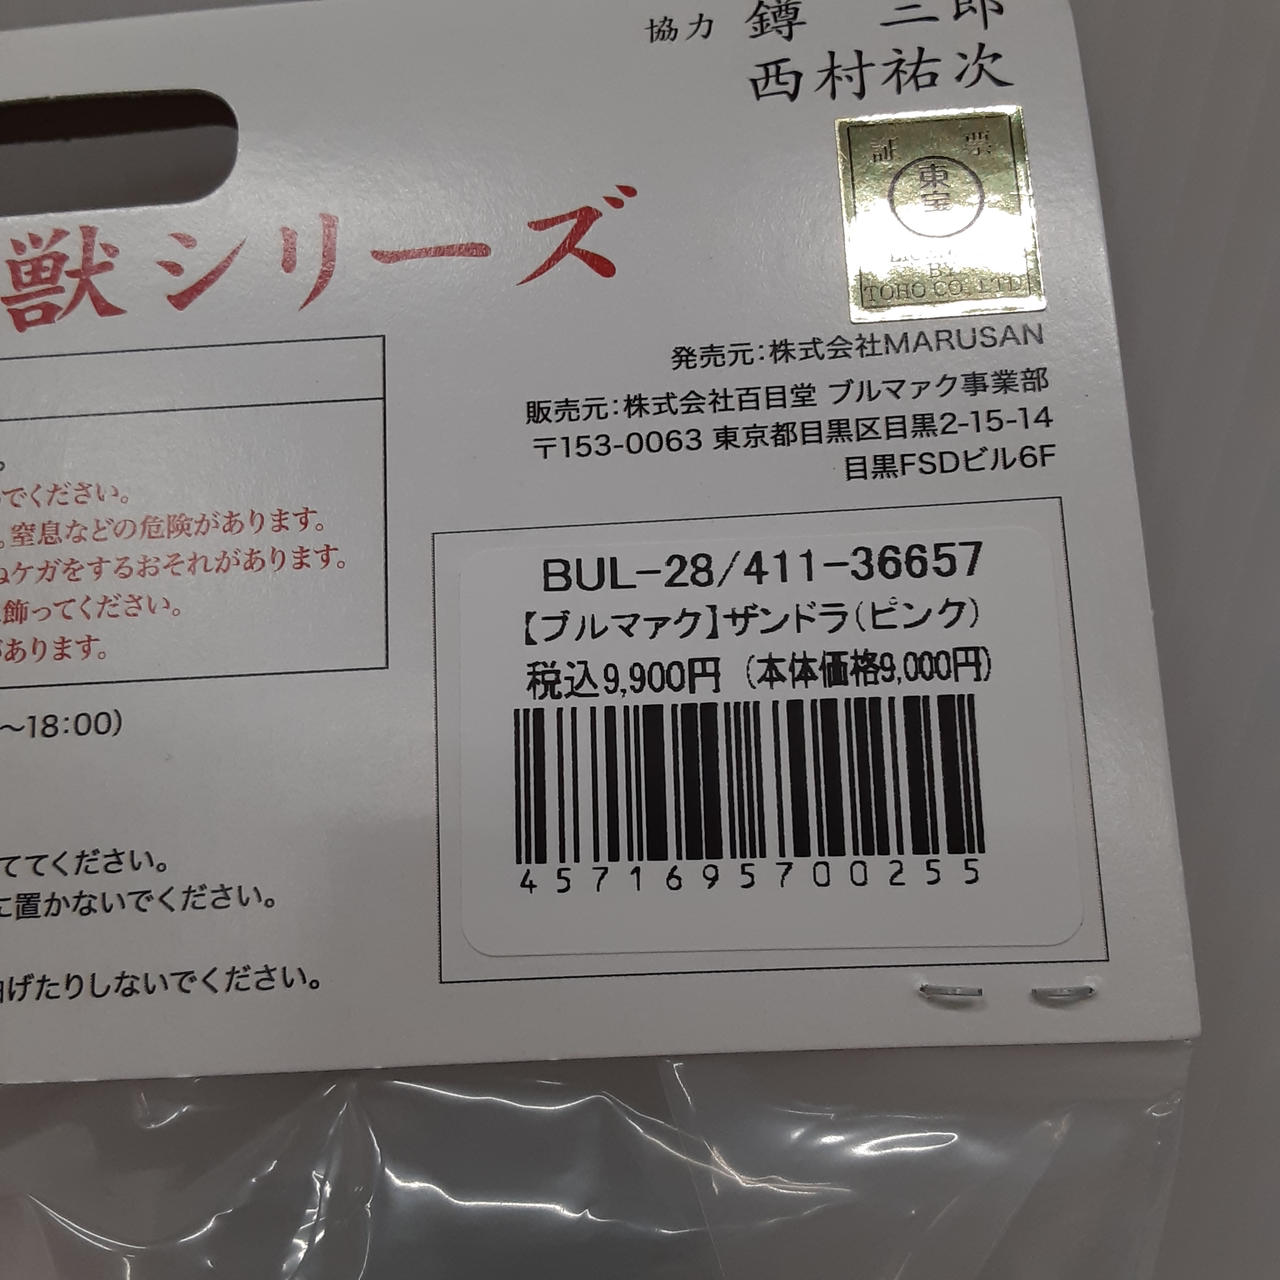 協力 鐏 三郎
西村祐次
証 票
東宝
BY
TOHO CO., LTD.
獣シリーズ
発売元：株式会社MARUSAN
販売元：株式会社百目堂 ブルマァク事業部
〒153-0063 東京都目黒区目黒2-15-14
目黒FSDビル6F
でください。
。窒息などの危険があります。
ねケガをするおそれがあります。
飾ってください。
があります。
～18：00）
ててください。
に置かないでください。
曲げたりしないでください。
BUL-28/411-36657
【ブルマァク】ザンドラ（ピンク）
税込9,900円（本体価格9,000円）
4571695700255